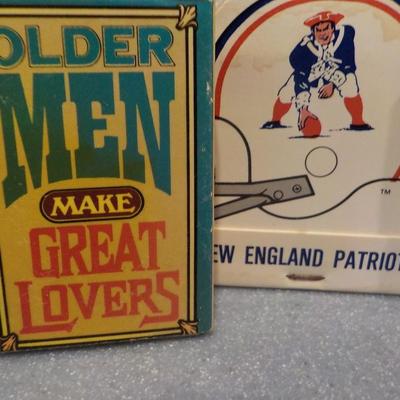 OLDER
MEN
MAKE
GREAT
LOVERS
TM
EW ENGLAND PATRIOT